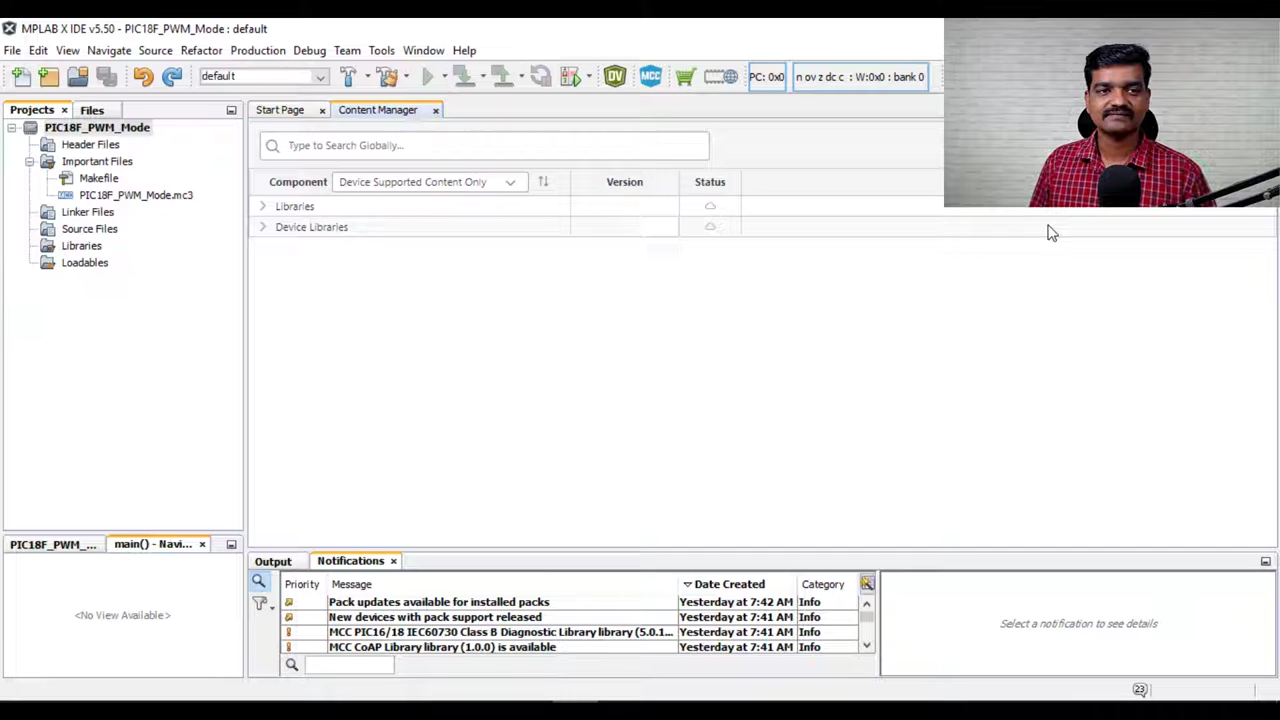 MPLAB X IDE v5.50 - PIC18F_PWM_Mode : default
File Edit View Navigate Source Refactor Production Debug Team Tools Window Help
default
DV
MCC
PC: 0x0
n ov z dc c : W:0x0 : bank 0
Projects
Files
Start Page
Content Manager
PIC18F_PWM_Mode
Header Files
Important Files
Makefile
PIC18F_PWM_Mode.mc3
Linker Files
Source Files
Libraries
Loadables
Type to Search Globally...
Component Device Supported Content Only Version Status
Libraries
Device Libraries
PIC18F_PWM_...
main() - Navi...
<No View Available>
Output
Notifications
Priority Message Date Created Category
Pack updates available for installed packs Yesterday at 7:42 AM Info
New devices with pack support released Yesterday at 7:41 AM Info
MCC PIC16/18 IEC60730 Class B Diagnostic Library library (5.0.1... Yesterday at 7:41 AM Info
MCC CoAP Library library (1.0.0) is available Yesterday at 7:41 AM Info
Select a notification to see details
23